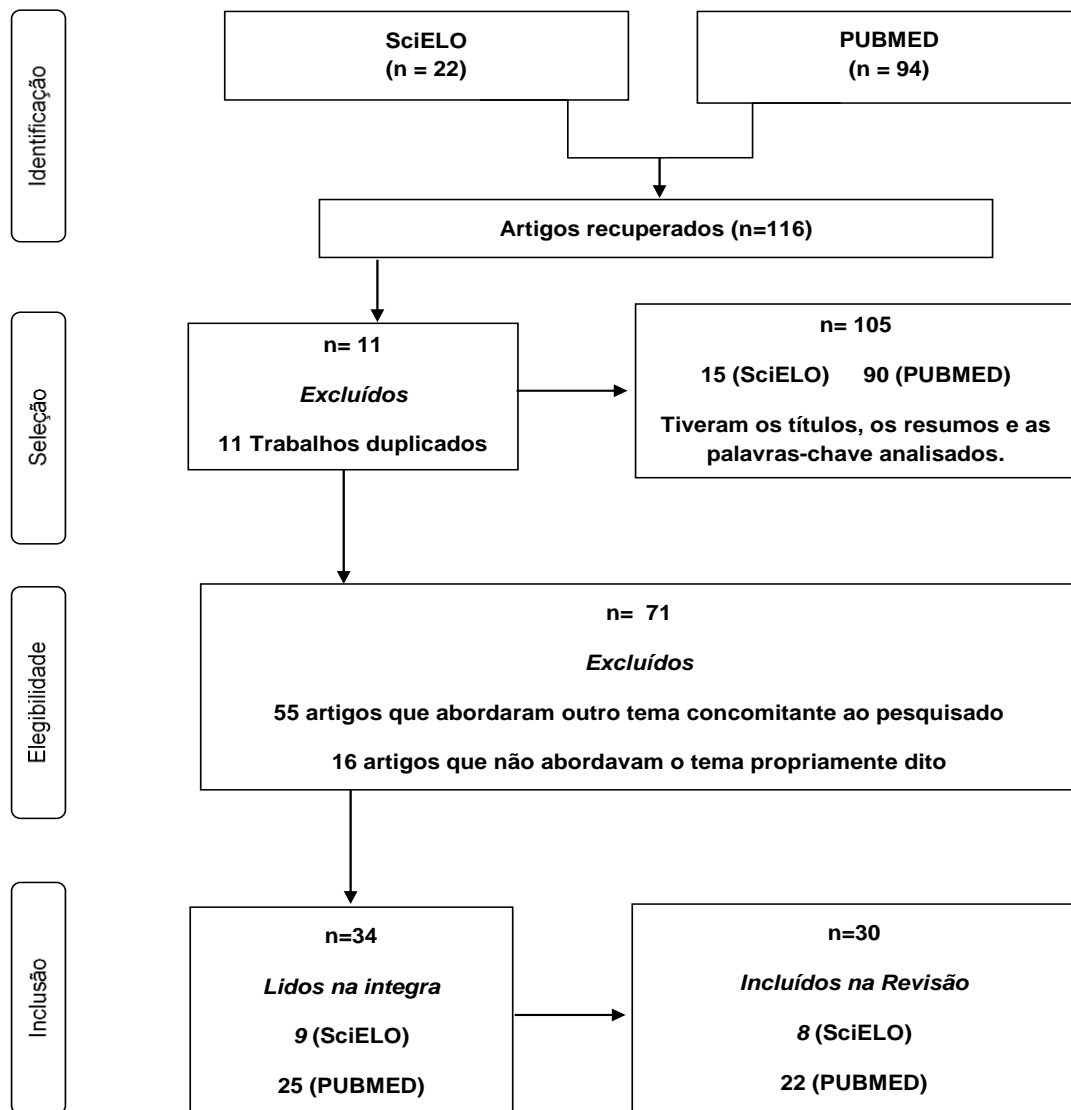 Identificação
SciELO
(n = 22)
PUBMED
(n = 94)
Artigos recuperados (n=116)
Seleção
n= 11
Excluídos
11 Trabalhos duplicados
n= 105
15 (SciELO) 90 (PUBMED)
Tiveram os títulos, os resumos e as
palavras-chave analisados.
Elegibilidade
n= 71
Excluídos
55 artigos que abordaram outro tema concomitante ao pesquisado
16 artigos que não abordavam o tema propriamente dito
Inclusão
n=34
Lidos na integra
9 (SciELO)
25 (PUBMED)
n=30
Incluídos na Revisão
8 (SciELO)
22 (PUBMED)